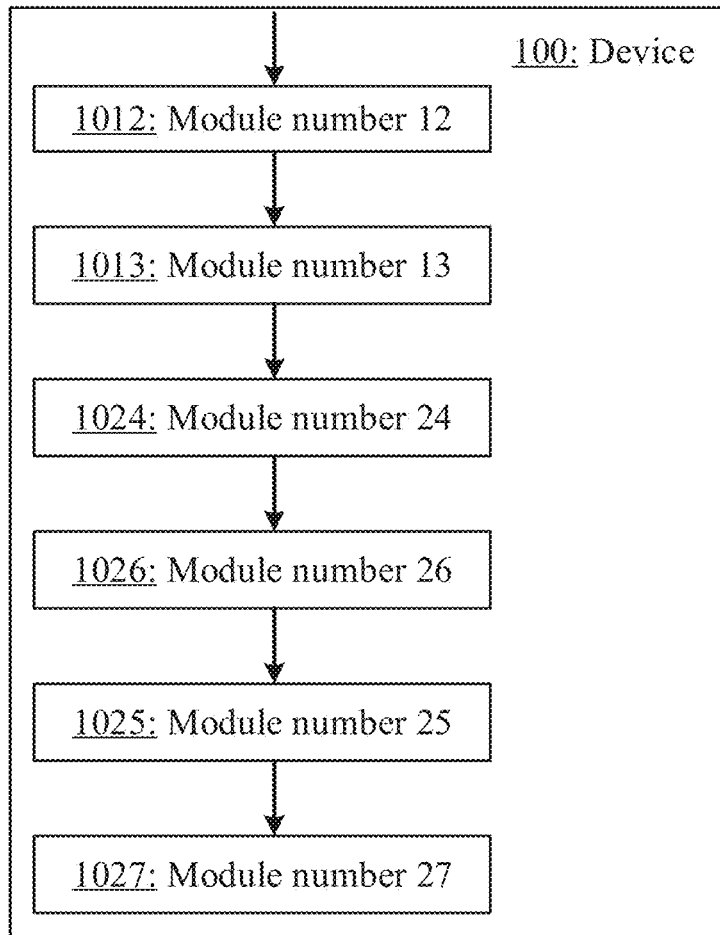 100: Device
1012: Module number 12
1013: Module number 13
1024: Module number 24
1026: Module number 26
1025: Module number 25
1027: Module number 27